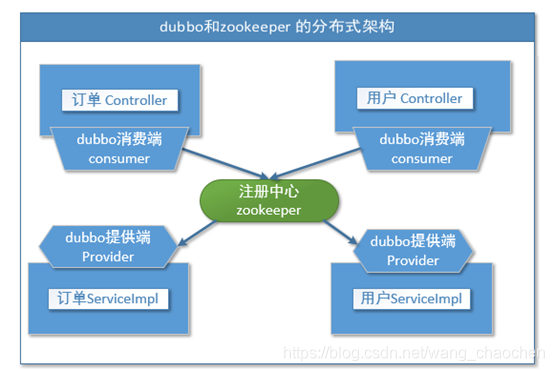 dubbo和zookeeper 的分布式架构
订单 Controller
dubbo消费端
consumer
用户 Controller
dubbo消费端
consumer
注册中心
zookeeper
dubbo提供端
Provider
订单ServiceImpl
dubbo提供端
Provider
用户ServiceImpl
https://blog.csdn.net/wang_chaochen